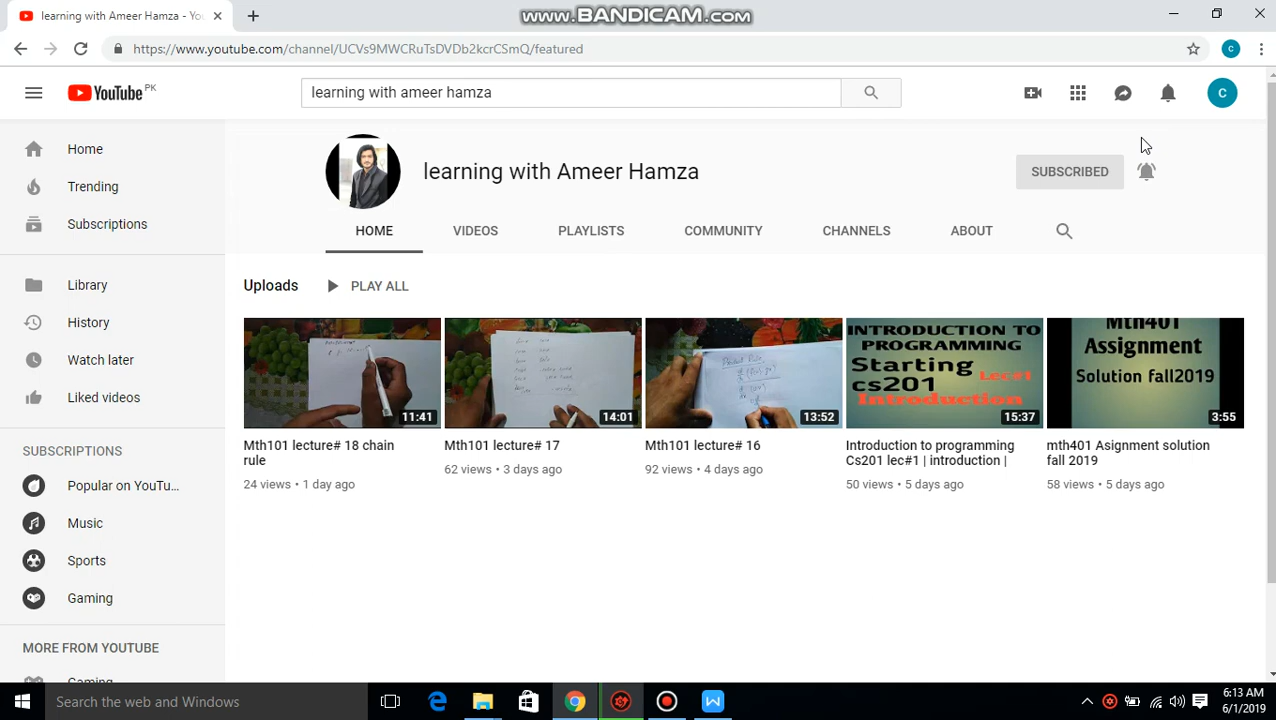 learning with Ameer Hamza - You
www.BANDICAM.com
https://www.youtube.com/channel/UCVs9MWCRuTsDVDb2kcrCSmQ/featured
C
YouTube PK
learning with ameer hamza
C
Home
Trending
Subscriptions
Library
History
Watch later
Liked videos
SUBSCRIPTIONS
Popular on YouTu...
Music
Sports
Gaming
MORE FROM YOUTUBE
Gaming
learning with Ameer Hamza
SUBSCRIBED
HOME VIDEOS PLAYLISTS COMMUNITY CHANNELS ABOUT
Uploads PLAY ALL
11:41
Mth101 lecture# 18 chain
rule
24 views • 1 day ago
14:01
Mth101 lecture# 17
62 views • 3 days ago
13:52
Mth101 lecture# 16
92 views • 4 days ago
INTRODUCTION TO
PROGRAMMING
Starting
cs201 Lec#1
Introduction
15:37
Introduction to programming
Cs201 lec#1 | introduction |
50 views • 5 days ago
Mth401
Assignment
Solution fall2019
3:55
mth401 Asignment solution
fall 2019
58 views • 5 days ago
Search the web and Windows
6:13 AM
6/1/2019